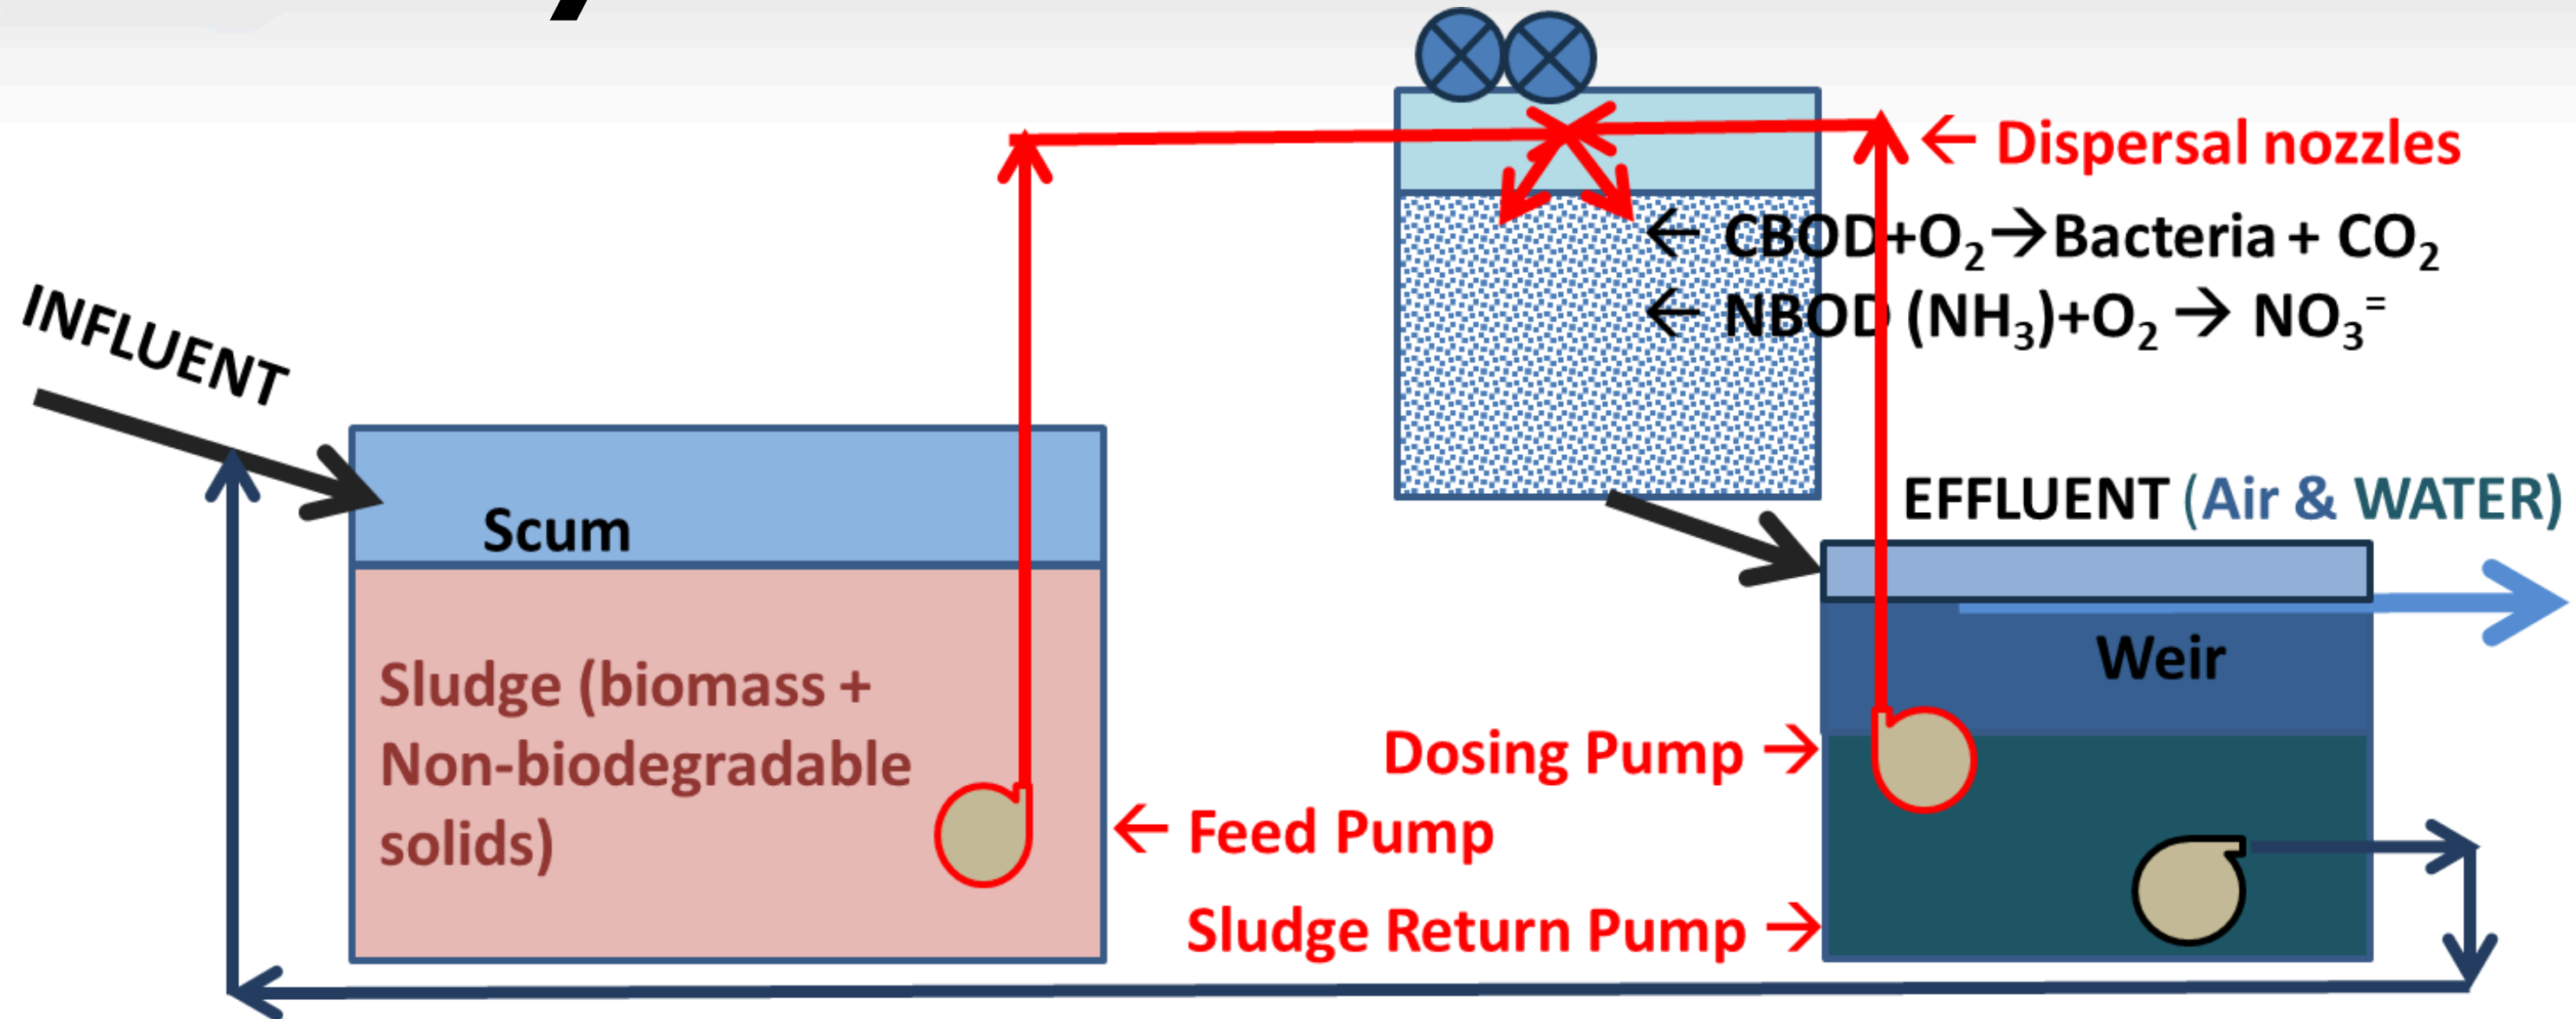 ← Dispersal nozzles
← CBOD+O₂→Bacteria + CO₂
← NBOD (NH₃)+O₂ → NO₃⁼
INFLUENT
EFFLUENT (Air & WATER)
Scum
Sludge (biomass +
Non-biodegradable
solids)
Weir
Dosing Pump →
← Feed Pump
Sludge Return Pump →